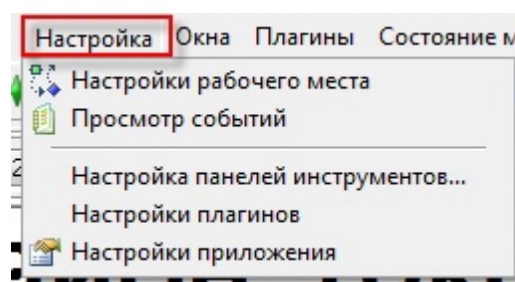 Настройка Окна Плагины Состояние м
Настройки рабочего места
Просмотр событий
Настройка панелей инструментов...
Настройки плагинов
Настройки приложения